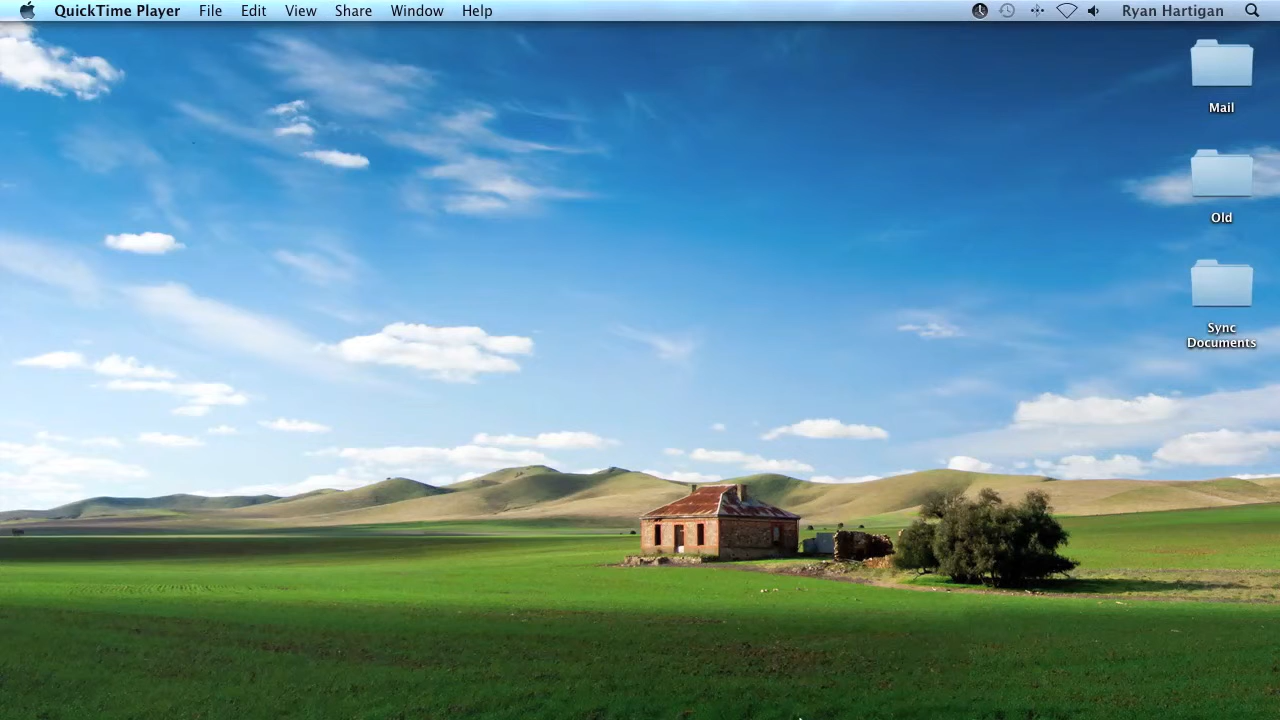 QuickTime Player File Edit View Share Window Help Ryan Hartigan
Mail
Old
Sync
Documents